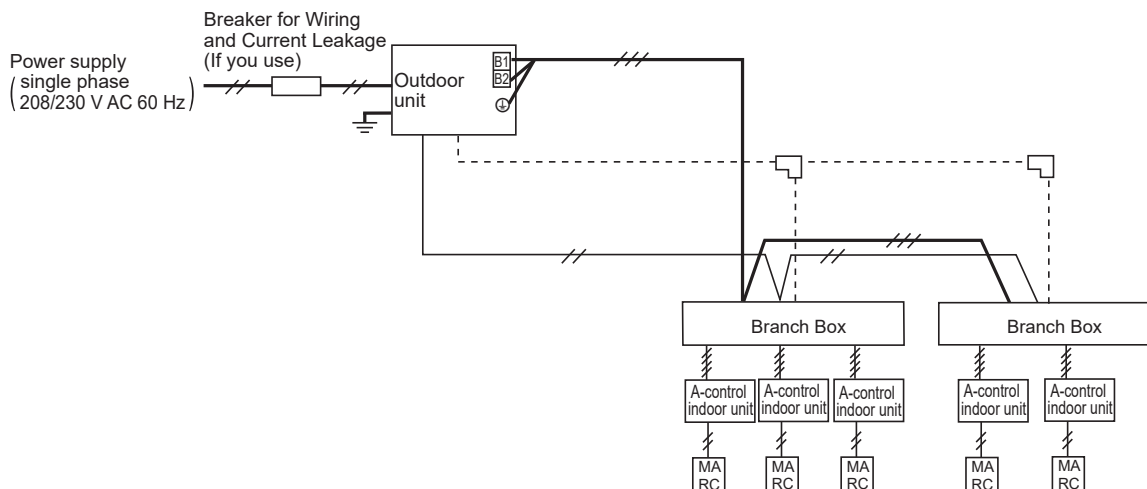 Breaker for Wiring
and Current Leakage
(If you use)
Power supply
( single phase
208/230 V AC 60 Hz )
Outdoor
unit
B1
B2
Branch Box
Branch Box
A-control
indoor unit
A-control
indoor unit
A-control
indoor unit
A-control
indoor unit
A-control
indoor unit
MA
RC
MA
RC
MA
RC
MA
RC
MA
RC